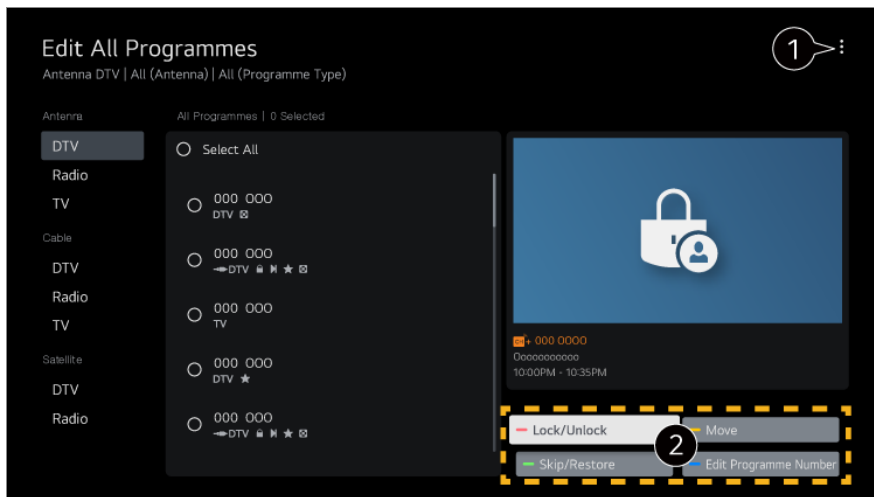 Edit All Programmes
Antenna DTV | All (Antenna) | All (Programme Type)
1
Antenna
DTV
Radio
TV
Cable
DTV
Radio
TV
Satellite
DTV
Radio
All Programmes | 0 Selected
Select All
000 000
DTV
000 000
DTV
000 000
TV
000 000
DTV
000 000
DTV
CH+ 000 0000
Ooooooooooo
10:00PM - 10:35PM
Lock/Unlock
Move
2
Skip/Restore
Edit Programme Number